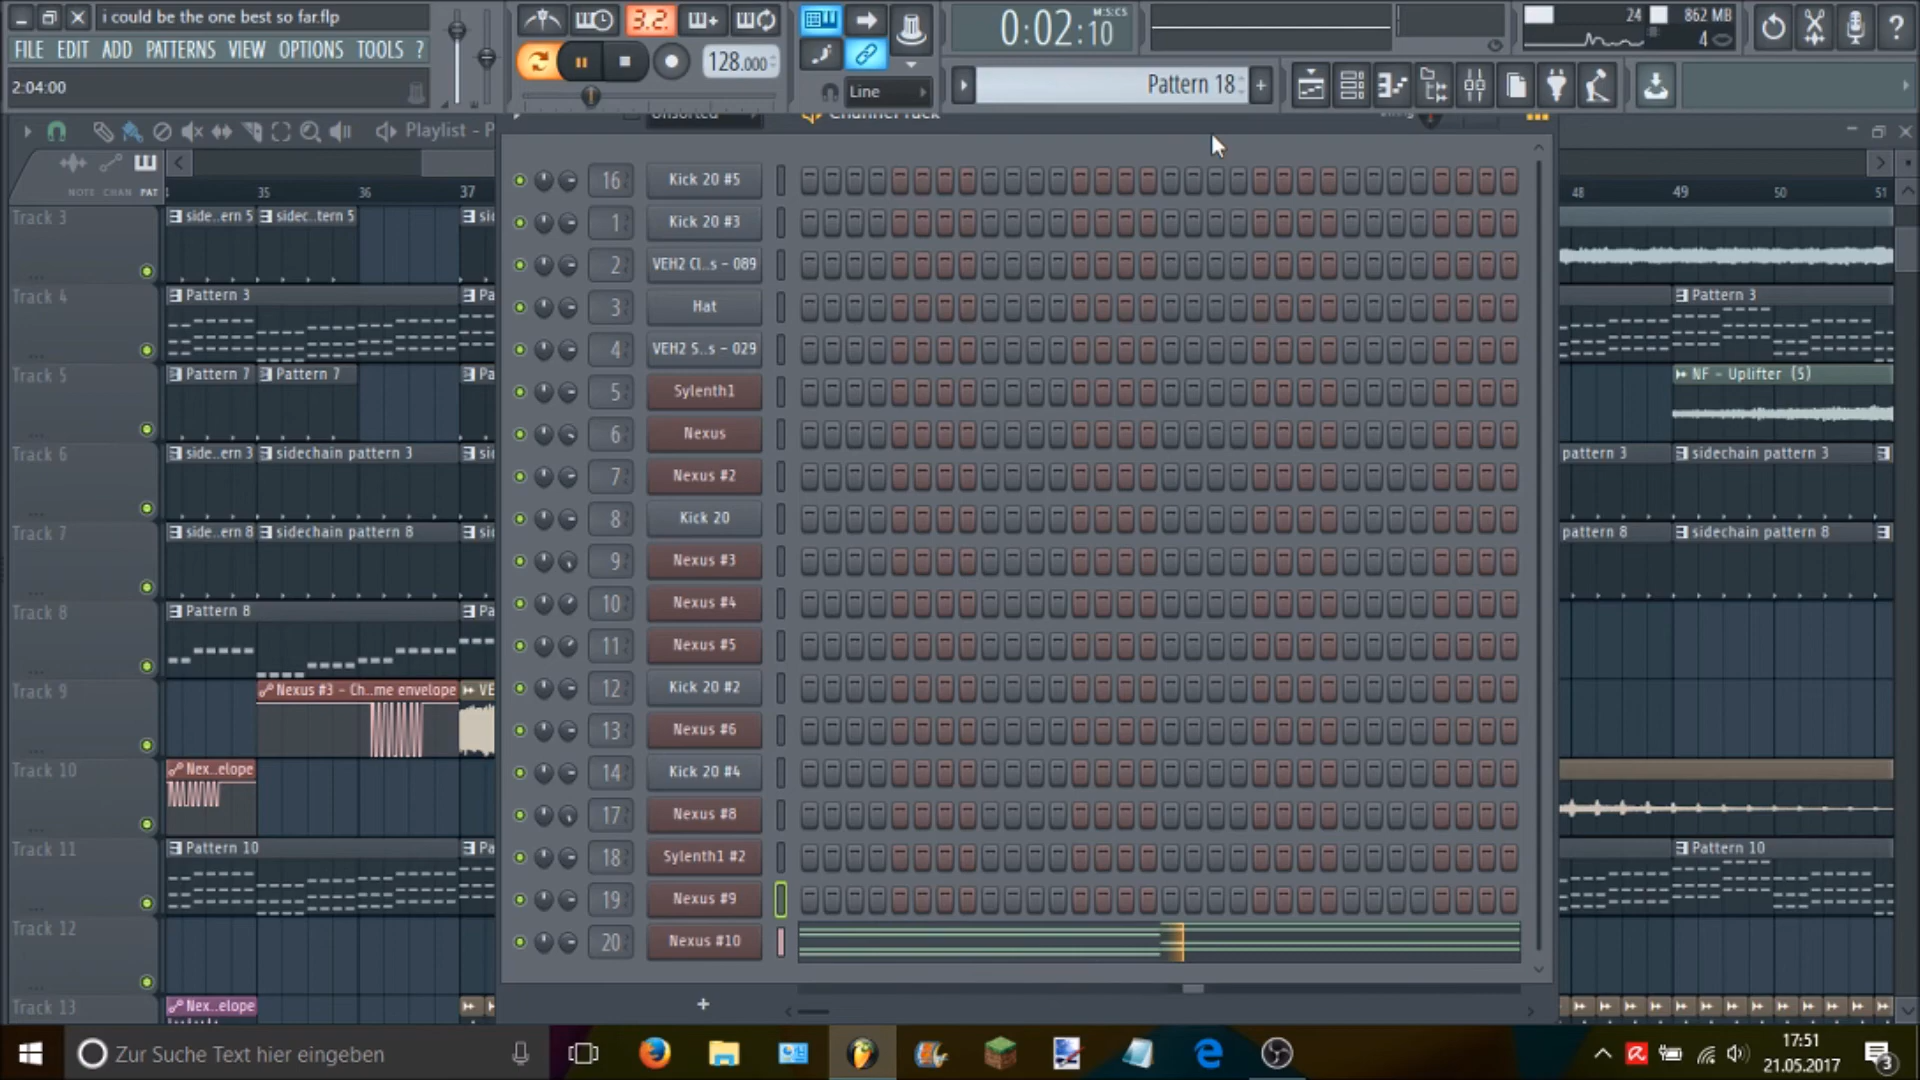 i could be the one best so far.flp
FILE EDIT ADD PATTERNS VIEW OPTIONS TOOLS ?
2:04:00
3.2.
128.000
Line
0:02:10
M:S:CS
Pattern 18
24
862 MB
4
Playlist - P
Unsorted
Channel rack
NOTE CHAN PAT
35 36 37
48 49 50 51
Track 3
side..ern 5
sidec..tern 5
Track 4
Pattern 3
Pattern 3
Track 5
Pattern 7
Pattern 7
NF - Uplifter (5)
Track 6
side..ern 3
sidechain pattern 3
pattern 3
sidechain pattern 3
Track 7
side..ern 8
sidechain pattern 8
pattern 8
sidechain pattern 8
Track 8
Pattern 8
Track 9
Nexus #3 - Ch..me envelope
VE
Track 10
Nex..elope
Track 11
Pattern 10
Pattern 10
Track 12
Track 13
Nex..elope
16 Kick 20 #5
1 Kick 20 #3
2 VEH2 Cl..s - 089
3 Hat
4 VEH2 S..s - 029
5 Sylenth1
6 Nexus
7 Nexus #2
8 Kick 20
9 Nexus #3
10 Nexus #4
11 Nexus #5
12 Kick 20 #2
13 Nexus #6
14 Kick 20 #4
17 Nexus #8
18 Sylenth1 #2
19 Nexus #9
20 Nexus #10
+
Zur Suche Text hier eingeben
17:51
21.05.2017
3